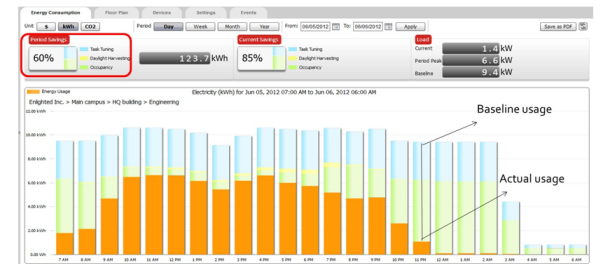 Energy Consumption Floor Plan Devices Settings Events
Unit $ kWh CO2 Period Day Week Month Year From: 06/05/2012 To: 06/06/2012 Apply Save as PDF
Period Savings
60%
Task Tuning
Daylight Harvesting
Occupancy
123.7 kWh
Current Savings
85%
Task Tuning
Daylight Harvesting
Occupancy
Load
Current 1.4 kW
Period Peak 6.6 kW
Baseline 9.4 kW
Energy Usage
Electricity (kWh) for Jun 05, 2012 07:00 AM to Jun 06, 2012 06:00 AM
Enlighted Inc. > Main campus > HQ building > Engineering
Baseline usage
Actual usage
12.00 kWh
10.00 kWh
8.00 kWh
6.00 kWh
4.00 kWh
2.00 kWh
0.00 kWh
7 AM 8 AM 9 AM 10 AM 11 AM 12 PM 1 PM 2 PM 3 PM 4 PM 5 PM 6 PM 7 PM 8 PM 9 PM 10 PM 11 PM 12 AM 1 AM 2 AM 3 AM 4 AM 5 AM 6 AM